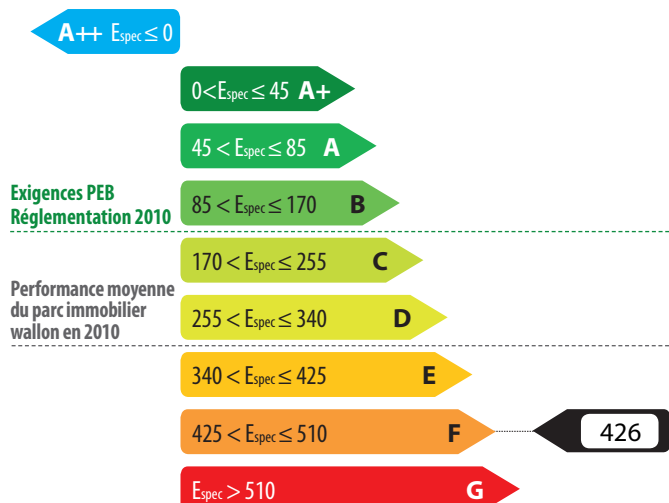 A++ Espec ≤ 0
0<Espec ≤ 45 A+
45 < Espec ≤ 85 A
Exigences PEB
Réglementation 2010
85 < Espec ≤ 170 B
170 < Espec ≤ 255 C
Performance moyenne
du parc immobilier
wallon en 2010
255 < Espec ≤ 340 D
340 < Espec ≤ 425 E
425 < Espec ≤ 510 F
426
Espec > 510 G